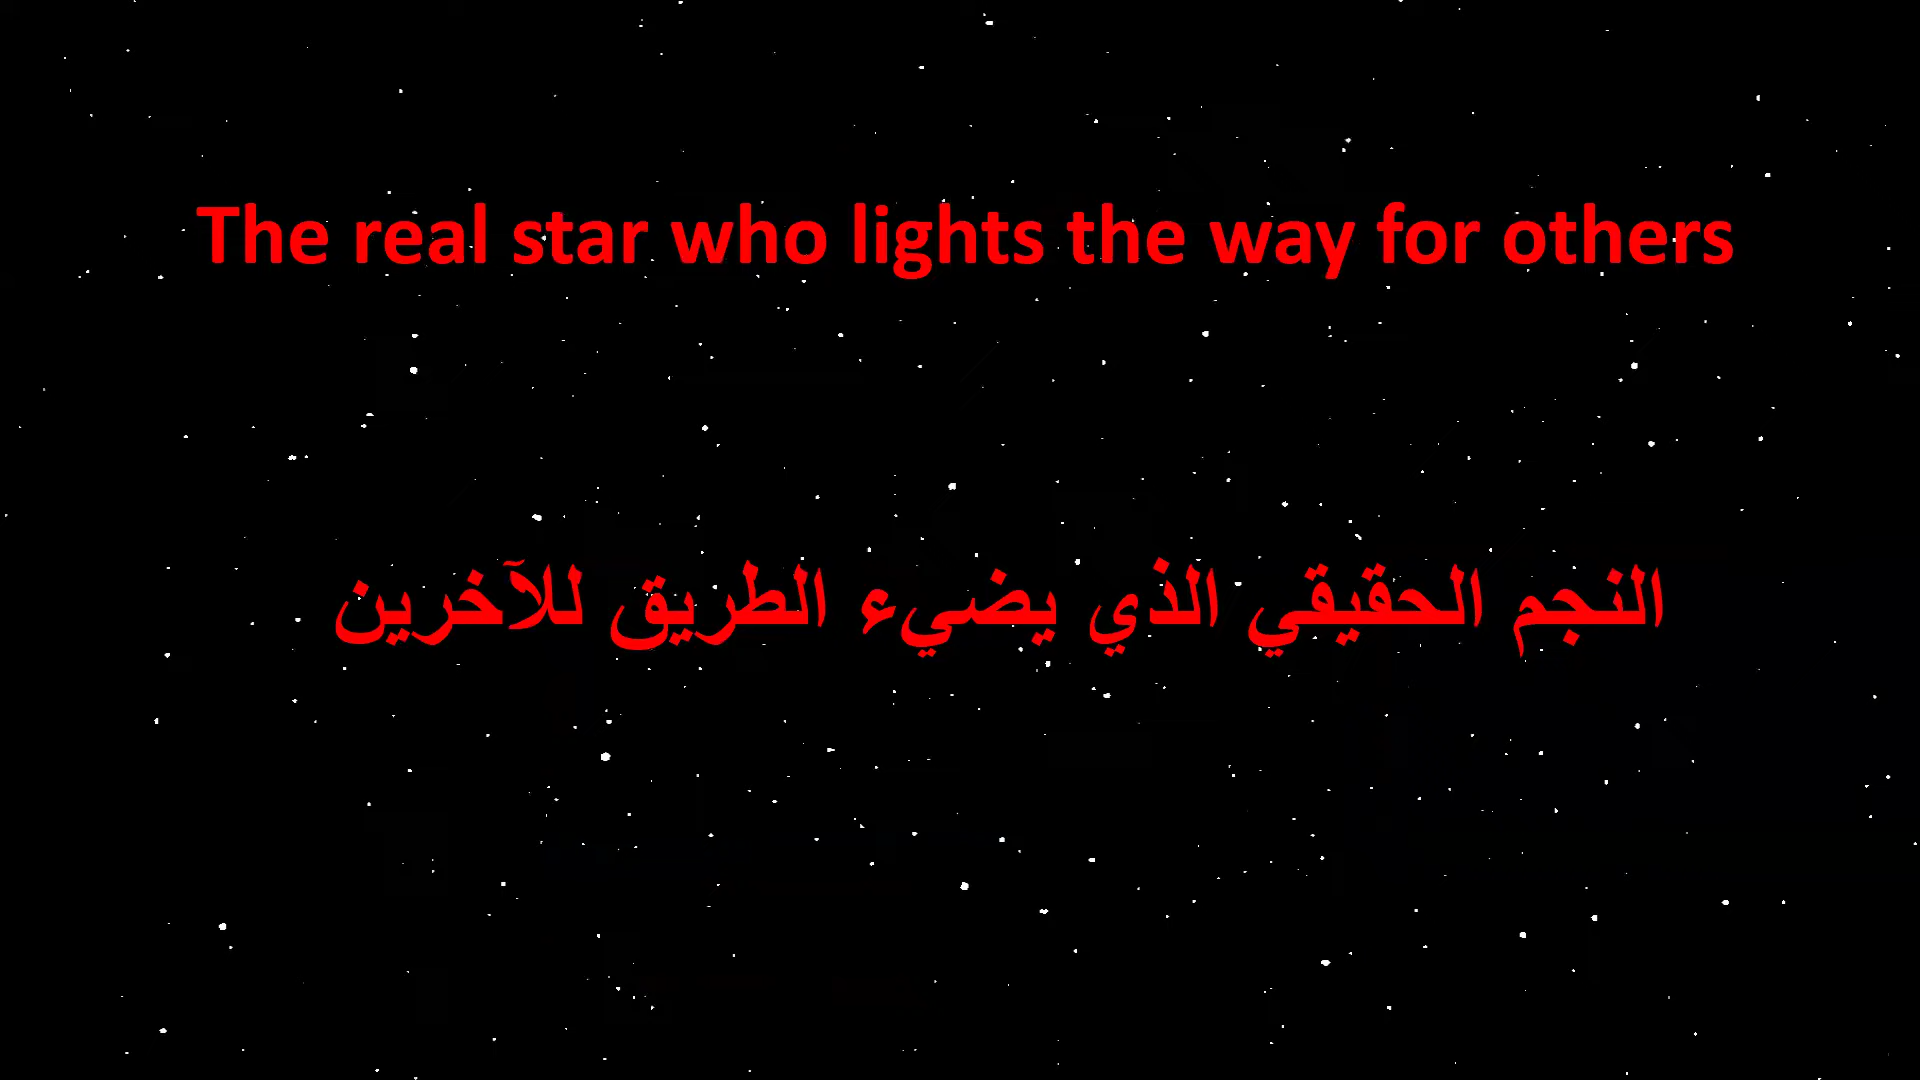 The real star who lights the way for others
النجم الحقيقي الذي يضيء الطريق للآخرين